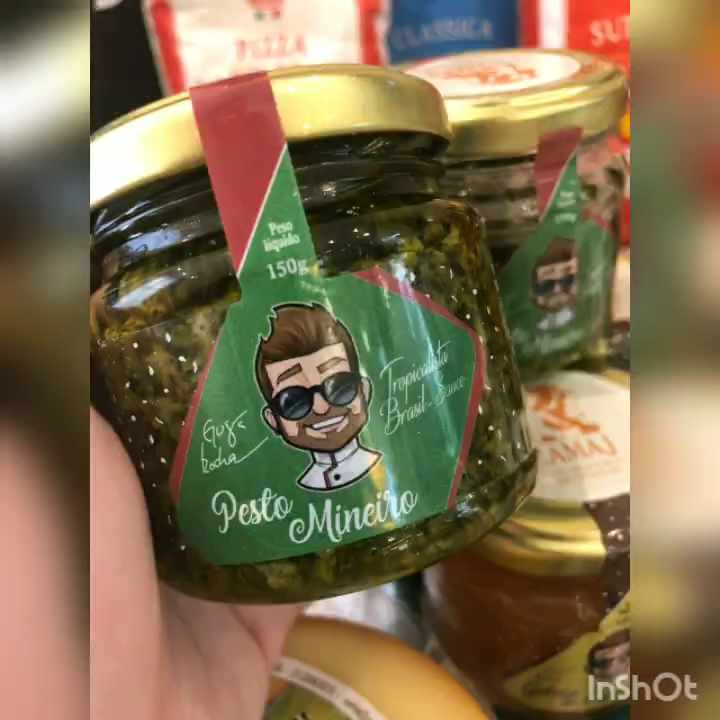 PIZZA
CLASSICA
Peso
líquido
150g
Tropicalista
Brasil - Sauce
Guga
Rocha
Pesto
Mineiro
InShOt